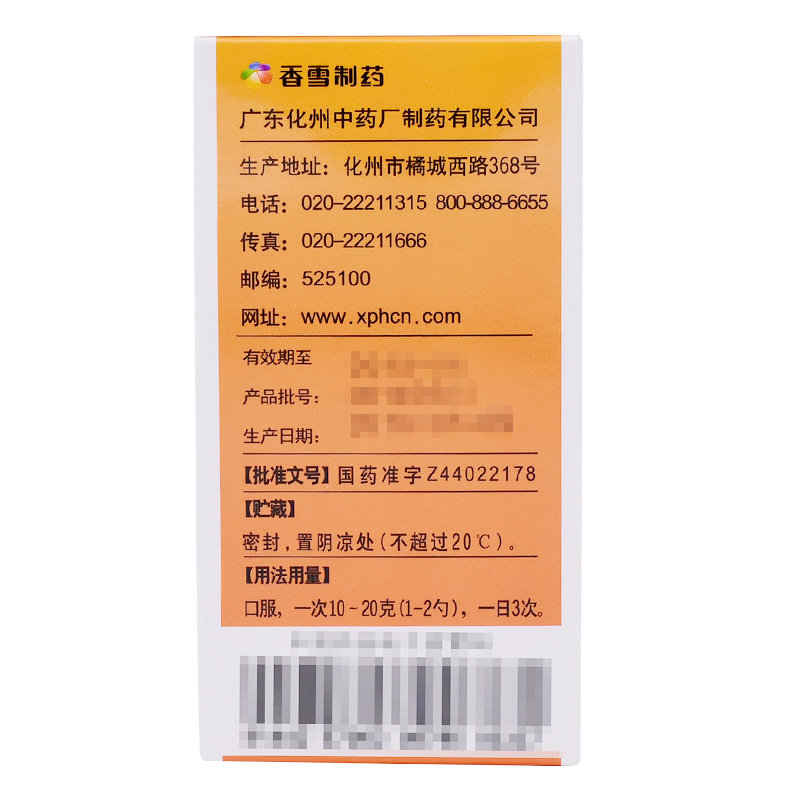 香雪制药
广东化州中药厂制药有限公司
生产地址：化州市橘城西路368号
电话：020-22211315 800-888-6655
传真：020-22211666
邮编：525100
网址：www.xphcn.com
有效期至
产品批号：
生产日期：
【批准文号】国药准字Z44022178
【贮藏】
密封，置阴凉处(不超过20℃)。
【用法用量】
口服，一次10~20克(1-2勺)，一日3次。